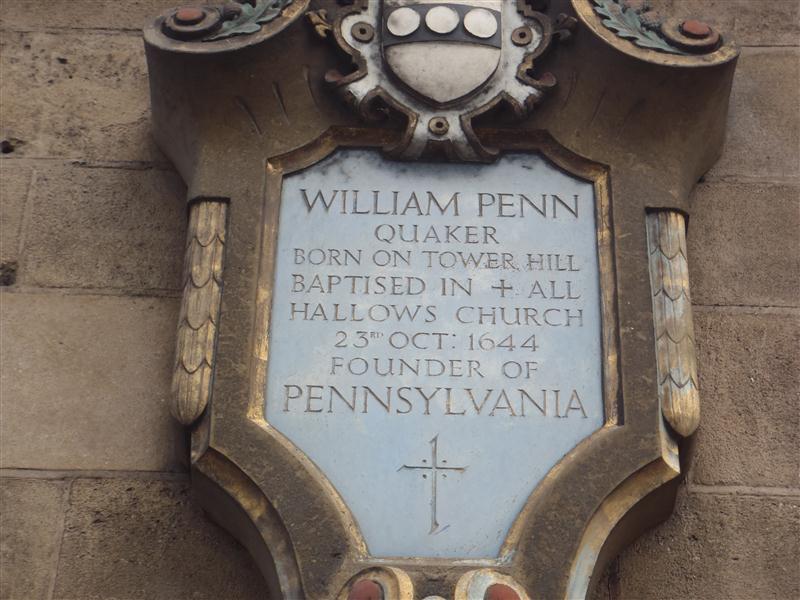 WILLIAM PENN
QUAKER
BORN ON TOWER HILL
BAPTISED IN + ALL
HALLOWS CHURCH
23RD OCT: 1644
FOUNDER OF
PENNSYLVANIA